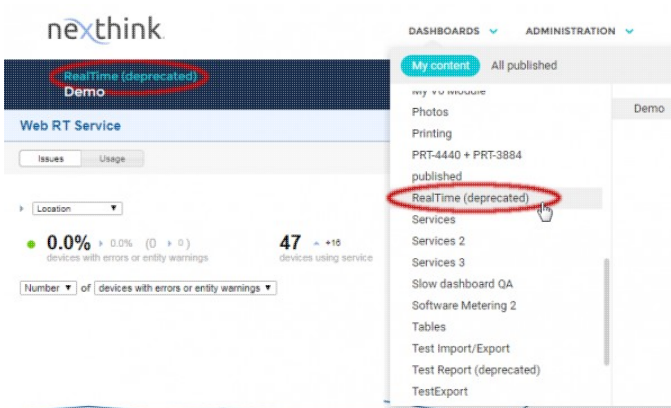 nexthink
DASHBOARDS ADMINISTRATION
My content All published
RealTime (deprecated)
Demo
Web RT Service
Issues Usage
Location
0.0% 0.0% (0 0)
devices with errors or entity warnings
47 +16
devices using service
Number of devices with errors or entity warnings
My V6 Module
Photos
Printing
PRT-4440 + PRT-3884
published
RealTime (deprecated)
Services
Services 2
Services 3
Slow dashboard QA
Software Metering 2
Tables
Test Import/Export
Test Report (deprecated)
TestExport
Demo